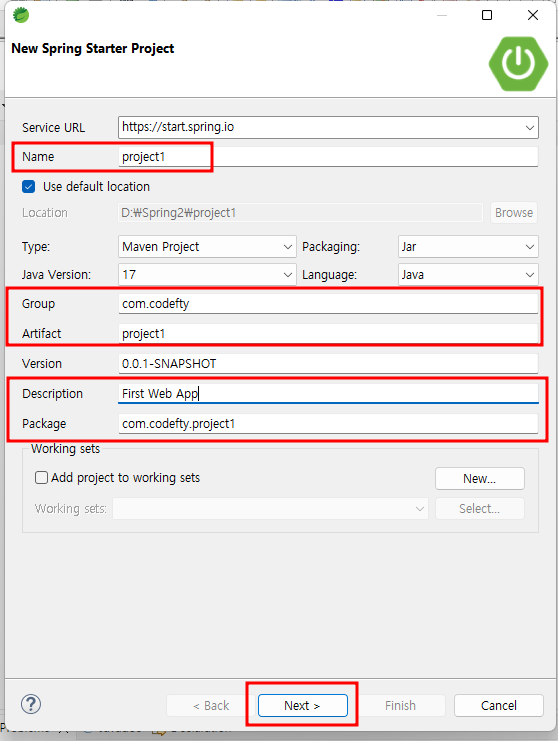 New Spring Starter Project
Service URL https://start.spring.io
Name project1
Use default location
Location D:₩Spring2₩project1 Browse
Type: Maven Project Packaging: Jar
Java Version: 17 Language: Java
Group com.codefty
Artifact project1
Version 0.0.1-SNAPSHOT
Description First Web App
Package com.codefty.project1
Working sets
Add project to working sets New...
Working sets: Select...
? < Back Next > Finish Cancel